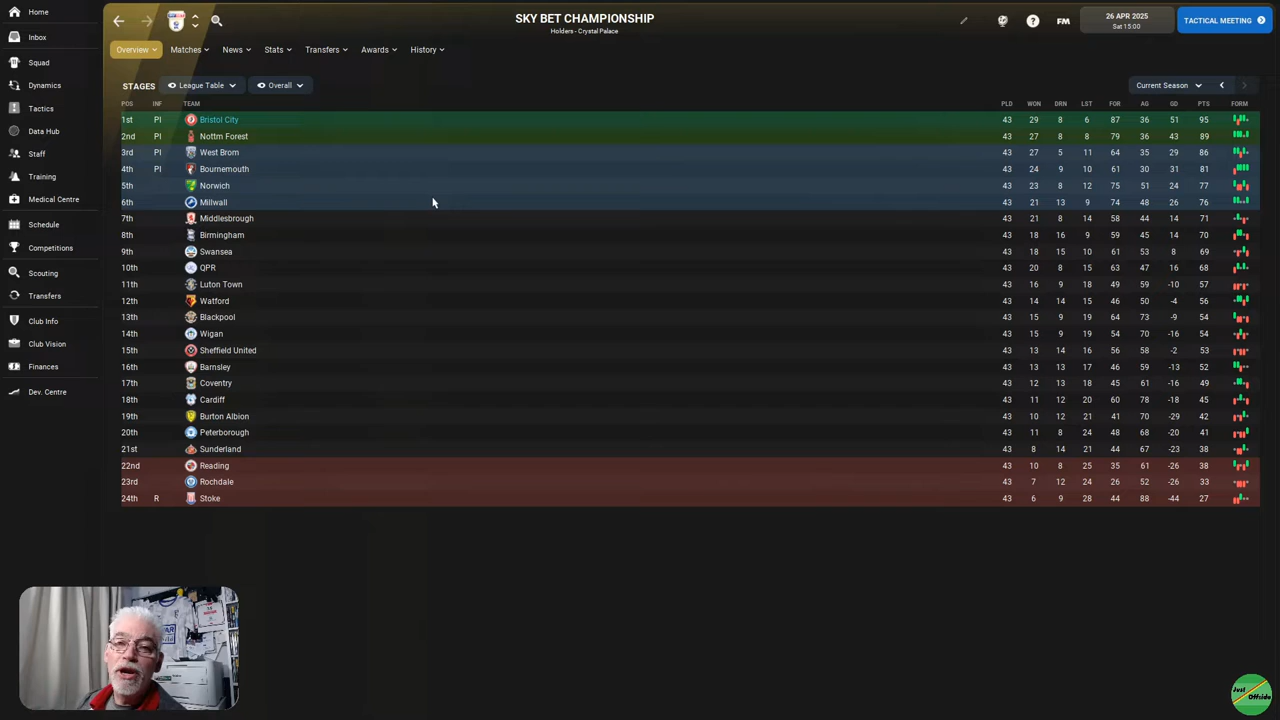 Home
Inbox
Squad
Dynamics
Tactics
Data Hub
Staff
Training
Medical Centre
Schedule
Competitions
Scouting
Transfers
Club Info
Club Vision
Finances
Dev. Centre
SKY BET CHAMPIONSHIP
Holders - Crystal Palace
FM
26 APR 2025
Sat 15:00
TACTICAL MEETING
Overview Matches News Stats Transfers Awards History
STAGES League Table Overall Current Season
POS INF TEAM PLD WON DRN LST FOR AG GD PTS FORM
1st PI Bristol City 43 29 8 6 87 36 51 95
2nd PI Nottm Forest 43 27 8 8 79 36 43 89
3rd PI West Brom 43 27 5 11 64 35 29 86
4th PI Bournemouth 43 24 9 10 61 30 31 81
5th Norwich 43 23 8 12 75 51 24 77
6th Millwall 43 21 13 9 74 48 26 76
7th Middlesbrough 43 21 8 14 58 44 14 71
8th Birmingham 43 18 16 9 59 45 14 70
9th Swansea 43 18 15 10 61 53 8 69
10th QPR 43 20 8 15 63 47 16 68
11th Luton Town 43 16 9 18 49 59 -10 57
12th Watford 43 14 14 15 46 50 -4 56
13th Blackpool 43 15 9 19 64 73 -9 54
14th Wigan 43 15 9 19 54 70 -16 54
15th Sheffield United 43 13 14 16 56 58 -2 53
16th Barnsley 43 13 13 17 46 59 -13 52
17th Coventry 43 12 13 18 45 61 -16 49
18th Cardiff 43 11 12 20 60 78 -18 45
19th Burton Albion 43 10 12 21 41 70 -29 42
20th Peterborough 43 11 8 24 48 68 -20 41
21st Sunderland 43 8 14 21 44 67 -23 38
22nd Reading 43 10 8 25 35 61 -26 38
23rd Rochdale 43 7 12 24 26 52 -26 33
24th R Stoke 43 6 9 28 44 88 -44 27
Just
Offside